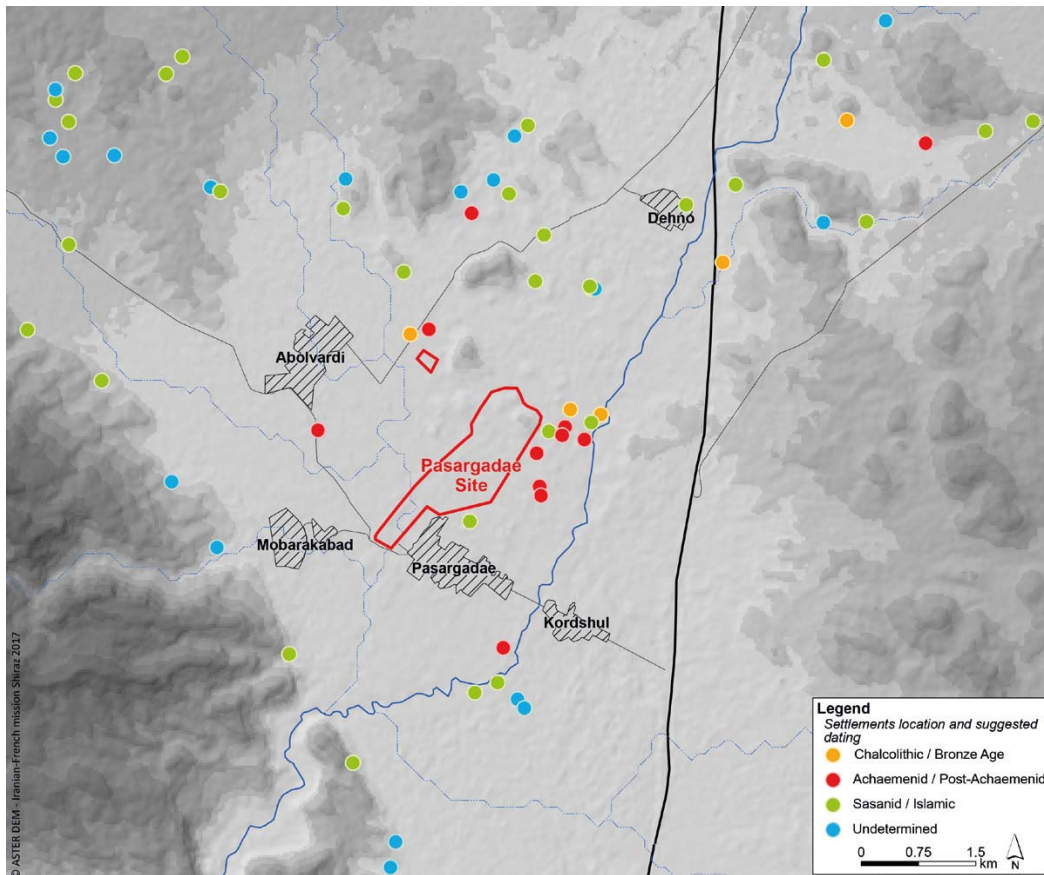 Dehno
Abolvardi
Pasargadae
Site
Mobarakabad
Pasargadae
Kordshul
© ASTER DEM - Iranian-French mission Shiraz 2017
Legend
Settlements location and suggested
dating
Chalcolithic / Bronze Age
Achaemenid / Post-Achaemenid
Sasanid / Islamic
Undetermined
0 0.75 1.5
km
N